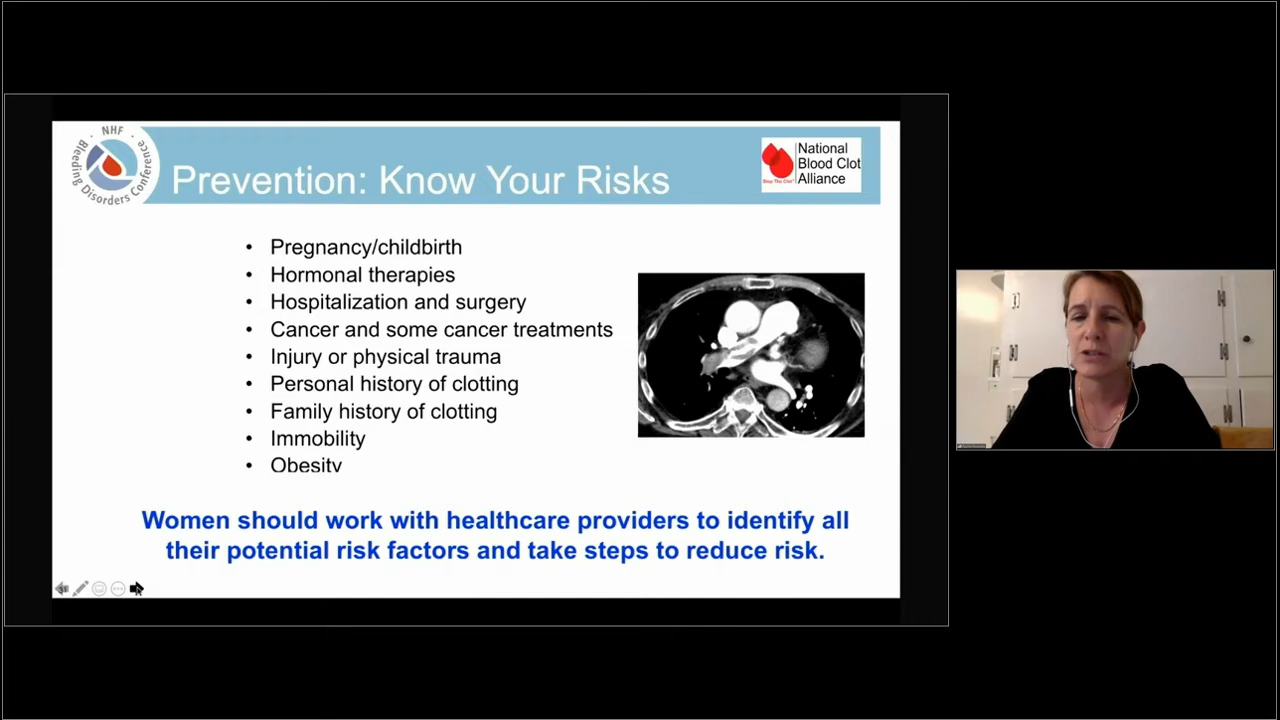 NHF
Bleeding Disorders Conference
Prevention: Know Your Risks
National
Blood Clot
Alliance
Stop The Clot
• Pregnancy/childbirth
• Hormonal therapies
• Hospitalization and surgery
• Cancer and some cancer treatments
• Injury or physical trauma
• Personal history of clotting
• Family history of clotting
• Immobility
• Obesity
Women should work with healthcare providers to identify all
their potential risk factors and take steps to reduce risk.